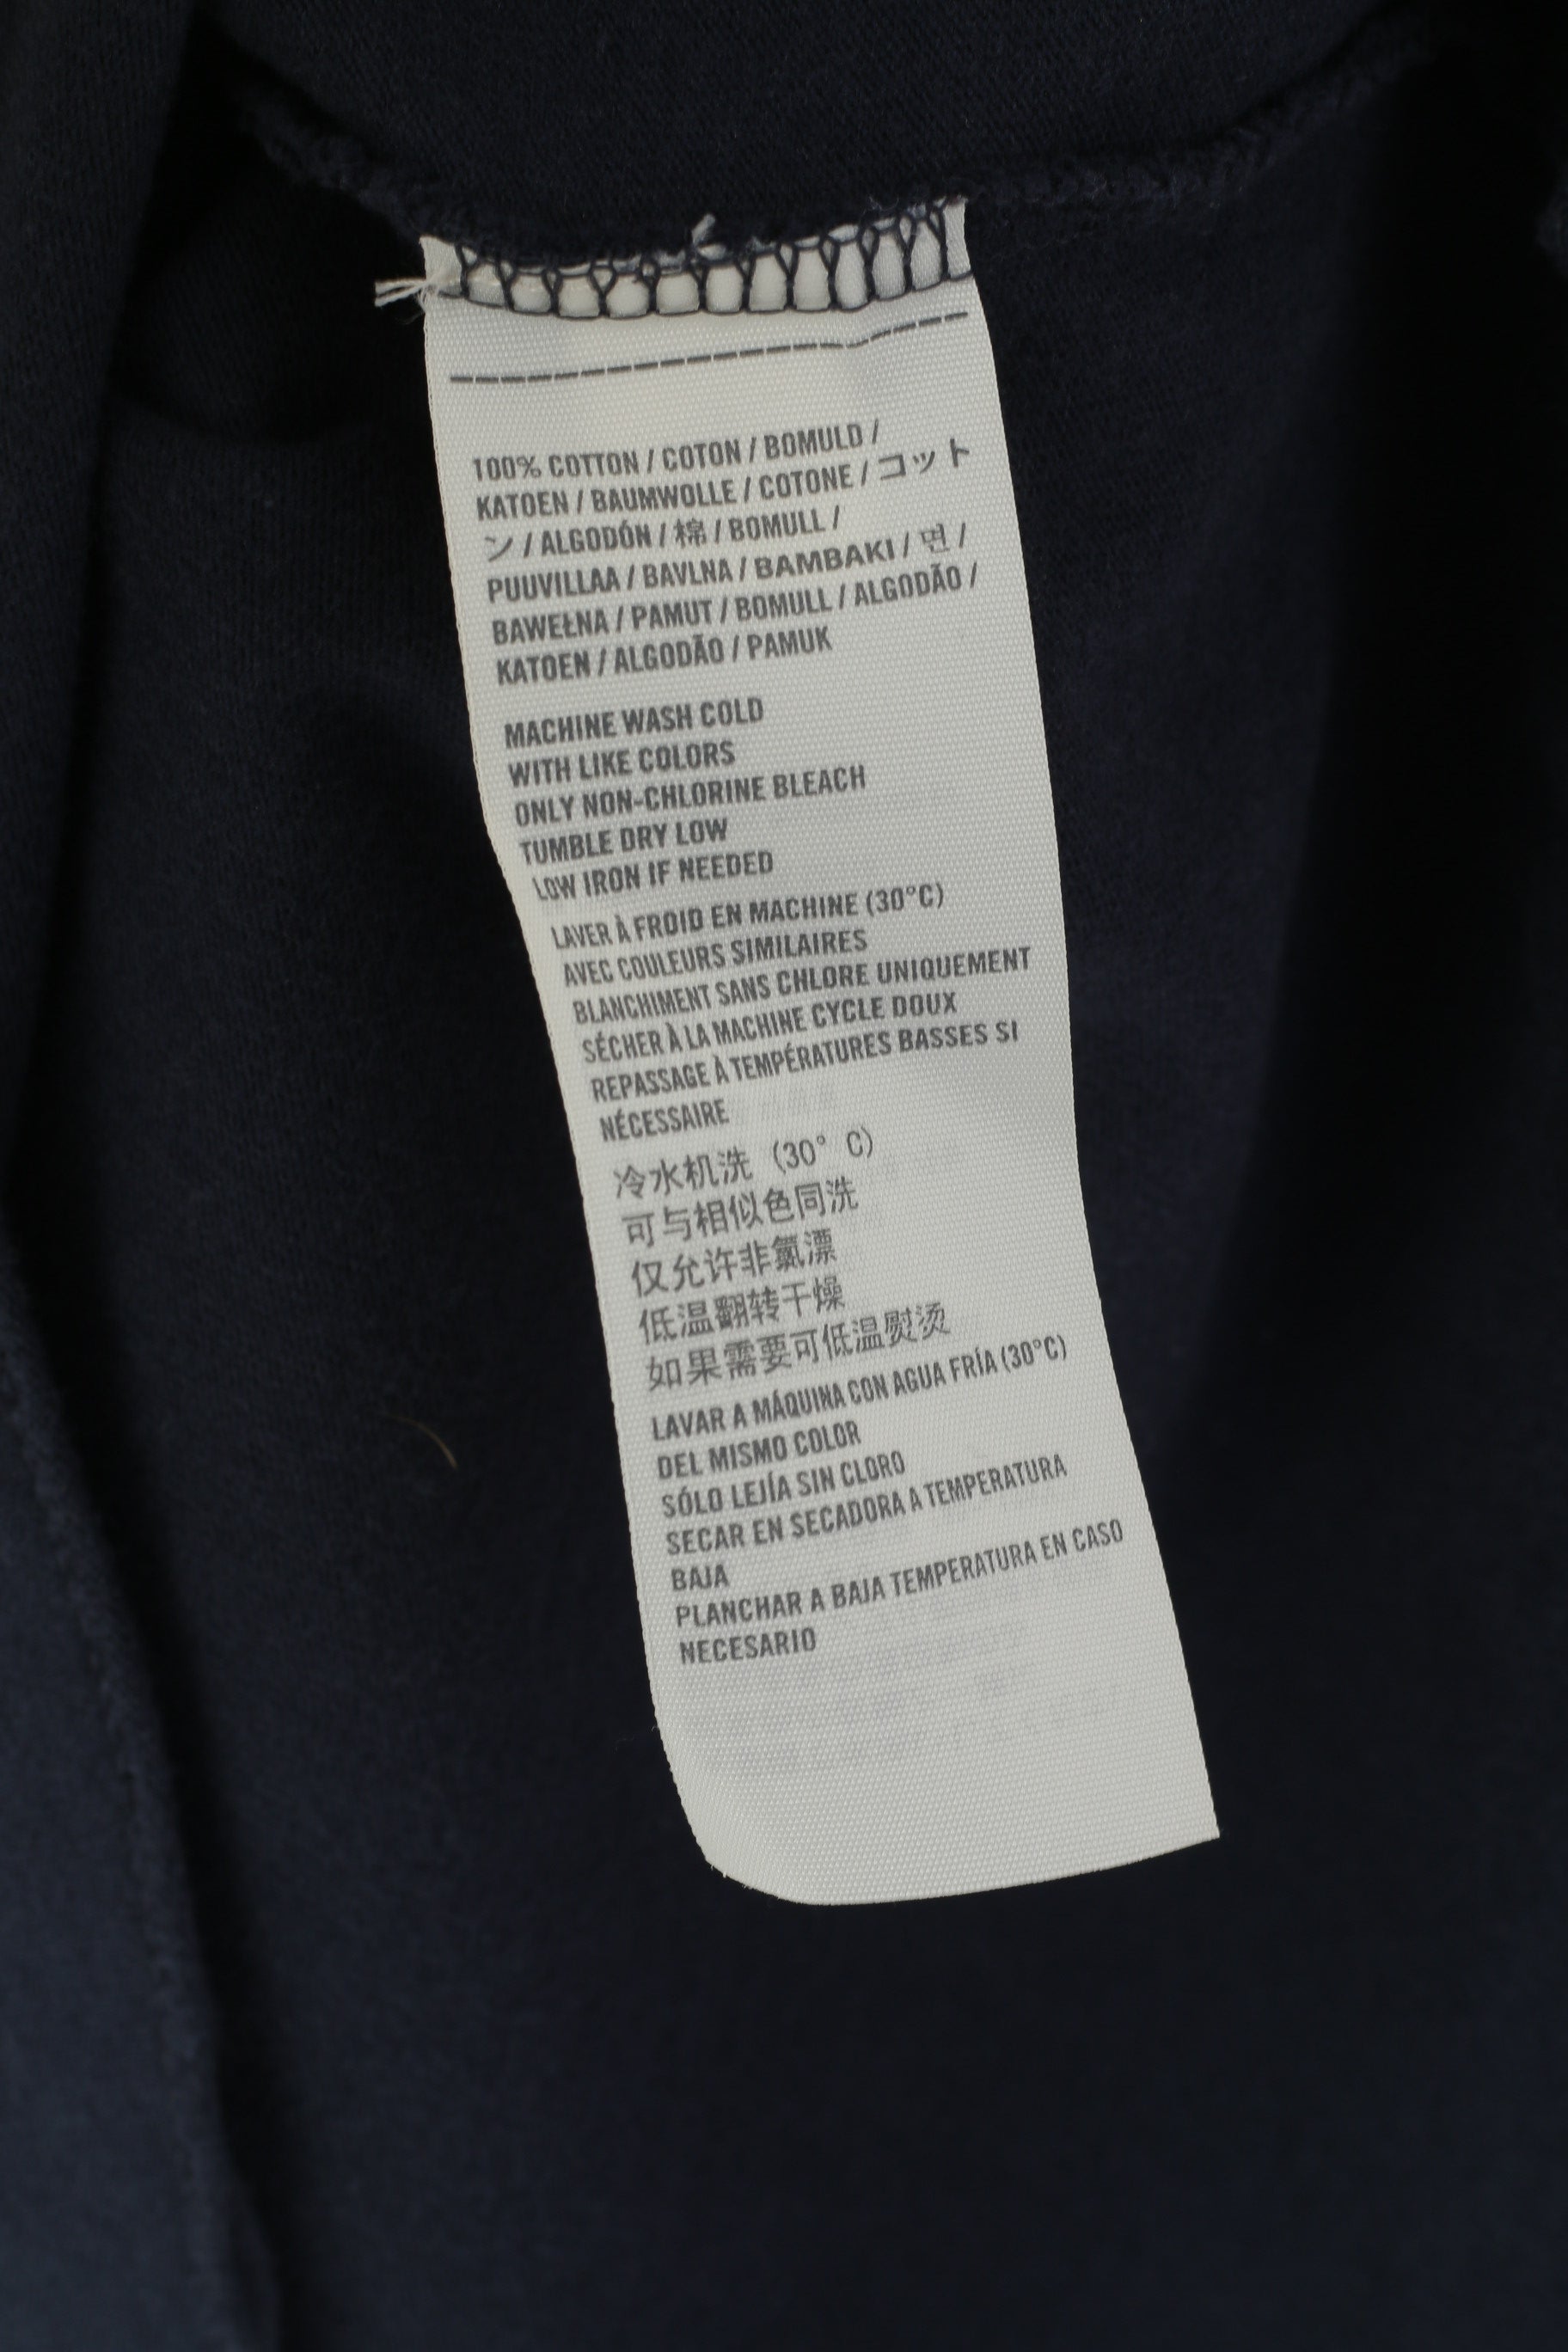 100% COTTON / COTON / BOMULD /
KATOEN / BAUMWOLLE / COTONE / コット
ン / ALGODÓN / 棉 / BOMULL /
PUUVILLAA / BAVLNA / BAMBAKI / 면 /
BAWEŁNA / PAMUT / BOMULL / ALGODÃO /
KATOEN / ALGODÃO / PAMUK
MACHINE WASH COLD
WITH LIKE COLORS
ONLY NON-CHLORINE BLEACH
TUMBLE DRY LOW
LOW IRON IF NEEDED
LAVER À FROID EN MACHINE (30°C)
AVEC COULEURS SIMILAIRES
BLANCHIMENT SANS CHLORE UNIQUEMENT
SÉCHER À LA MACHINE CYCLE DOUX
REPASSAGE À TEMPÉRATURES BASSES SI
NÉCESSAIRE
冷水机洗 (30° C)
可与相似色同洗
仅允许非氯漂
低温翻转干燥
如果需要可低温熨烫
LAVAR A MÁQUINA CON AGUA FRÍA (30°C)
DEL MISMO COLOR
SÓLO LEJÍA SIN CLORO
SECAR EN SECADORA A TEMPERATURA
BAJA
PLANCHAR A BAJA TEMPERATURA EN CASO
NECESARIO